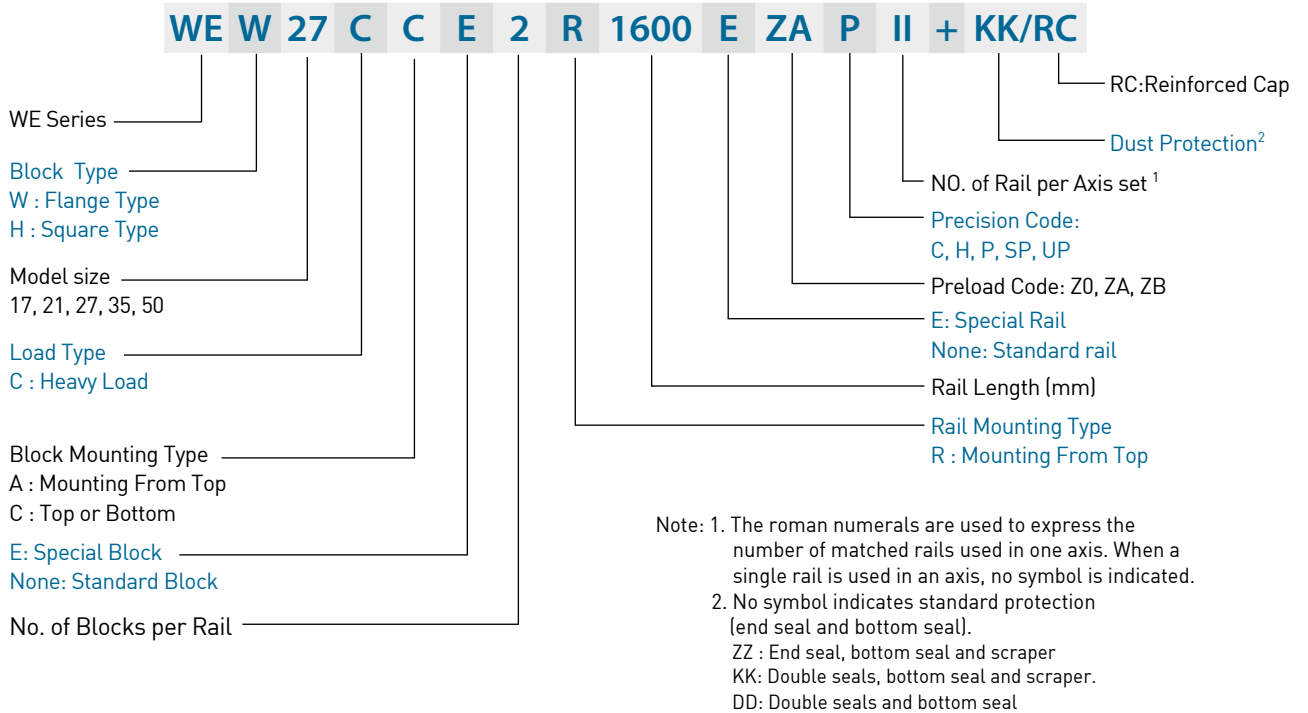 WE W 27 C C E 2 R 1600 E ZA P II + KK/RC
WE Series
Block Type
W : Flange Type
H : Square Type
Model size
17, 21, 27, 35, 50
Load Type
C : Heavy Load
Block Mounting Type
A : Mounting From Top
C : Top or Bottom
E: Special Block
None: Standard Block
No. of Blocks per Rail
RC:Reinforced Cap
Dust Protection2
NO. of Rail per Axis set 1
Precision Code:
C, H, P, SP, UP
Preload Code: Z0, ZA, ZB
E: Special Rail
None: Standard rail
Rail Length (mm)
Rail Mounting Type
R : Mounting From Top
Note: 1. The roman numerals are used to express the
number of matched rails used in one axis. When a
single rail is used in an axis, no symbol is indicated.
2. No symbol indicates standard protection
(end seal and bottom seal).
ZZ : End seal, bottom seal and scraper
KK: Double seals, bottom seal and scraper.
DD: Double seals and bottom seal